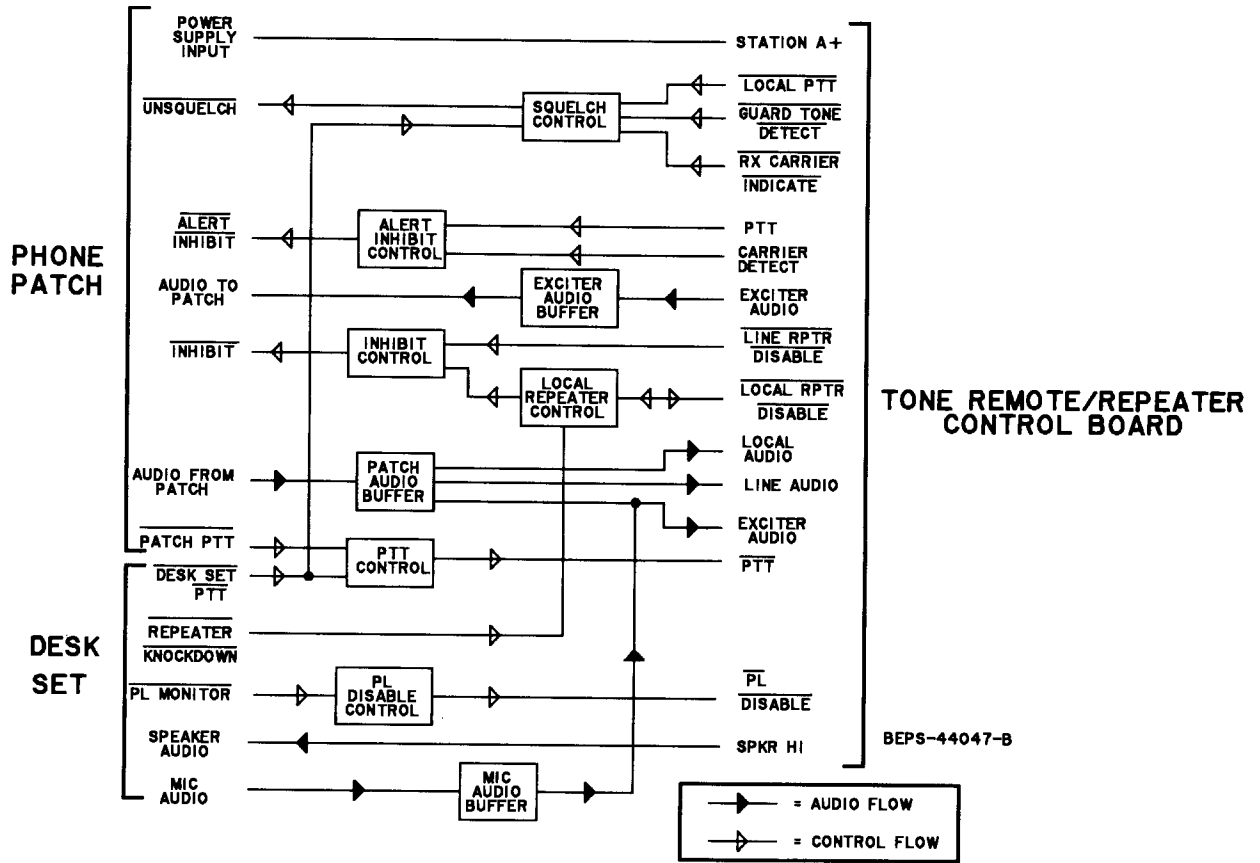 POWER
SUPPLY
INPUT
STATION A+
UNSQUELCH
SQUELCH
CONTROL
LOCAL PTT
GUARD TONE
DETECT
RX CARRIER
INDICATE
PHONE
PATCH
ALERT
INHIBIT
ALERT
INHIBIT
CONTROL
PTT
CARRIER
DETECT
AUDIO TO
PATCH
EXCITER
AUDIO
BUFFER
EXCITER
AUDIO
INHIBIT
INHIBIT
CONTROL
LINE RPTR
DISABLE
LOCAL
REPEATER
CONTROL
LOCAL RPTR
DISABLE
TONE REMOTE/REPEATER
CONTROL BOARD
AUDIO FROM
PATCH
PATCH
AUDIO
BUFFER
LOCAL
AUDIO
LINE AUDIO
EXCITER
AUDIO
PATCH PTT
PTT
CONTROL
PTT
DESK SET
PTT
DESK
SET
REPEATER
KNOCKDOWN
PL MONITOR
PL
DISABLE
CONTROL
PL
DISABLE
SPEAKER
AUDIO
SPKR HI
BEPS-44047-B
MIC
AUDIO
MIC
AUDIO
BUFFER
= AUDIO FLOW
= CONTROL FLOW